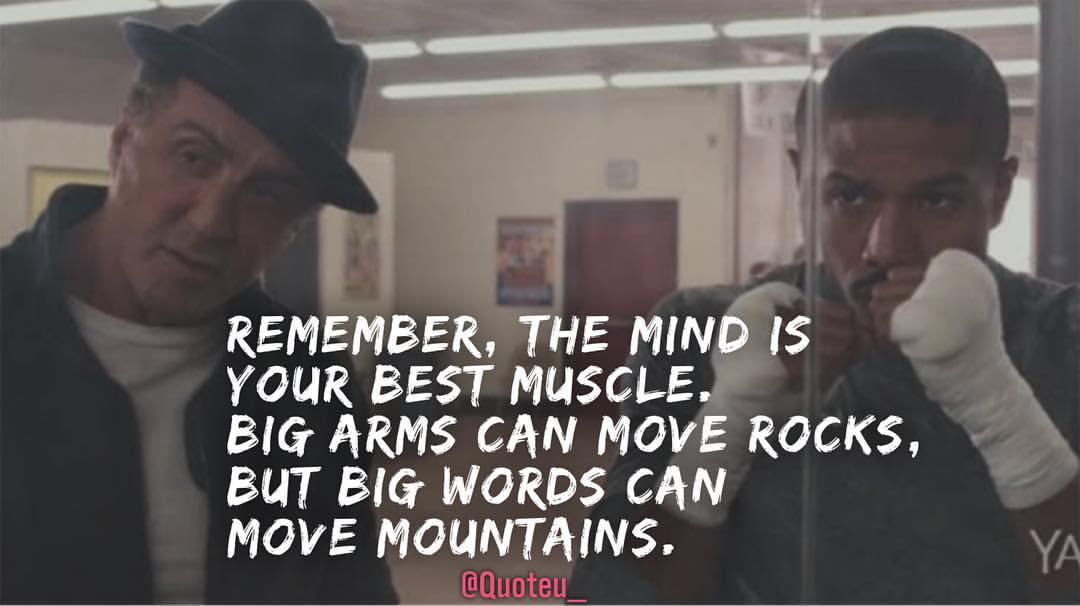 REMEMBER, THE MIND IS
YOUR BEST MUSCLE.
BIG ARMS CAN MOVE ROCKS,
BUT BIG WORDS CAN
MOVE MOUNTAINS.
@Quoteu_
YA